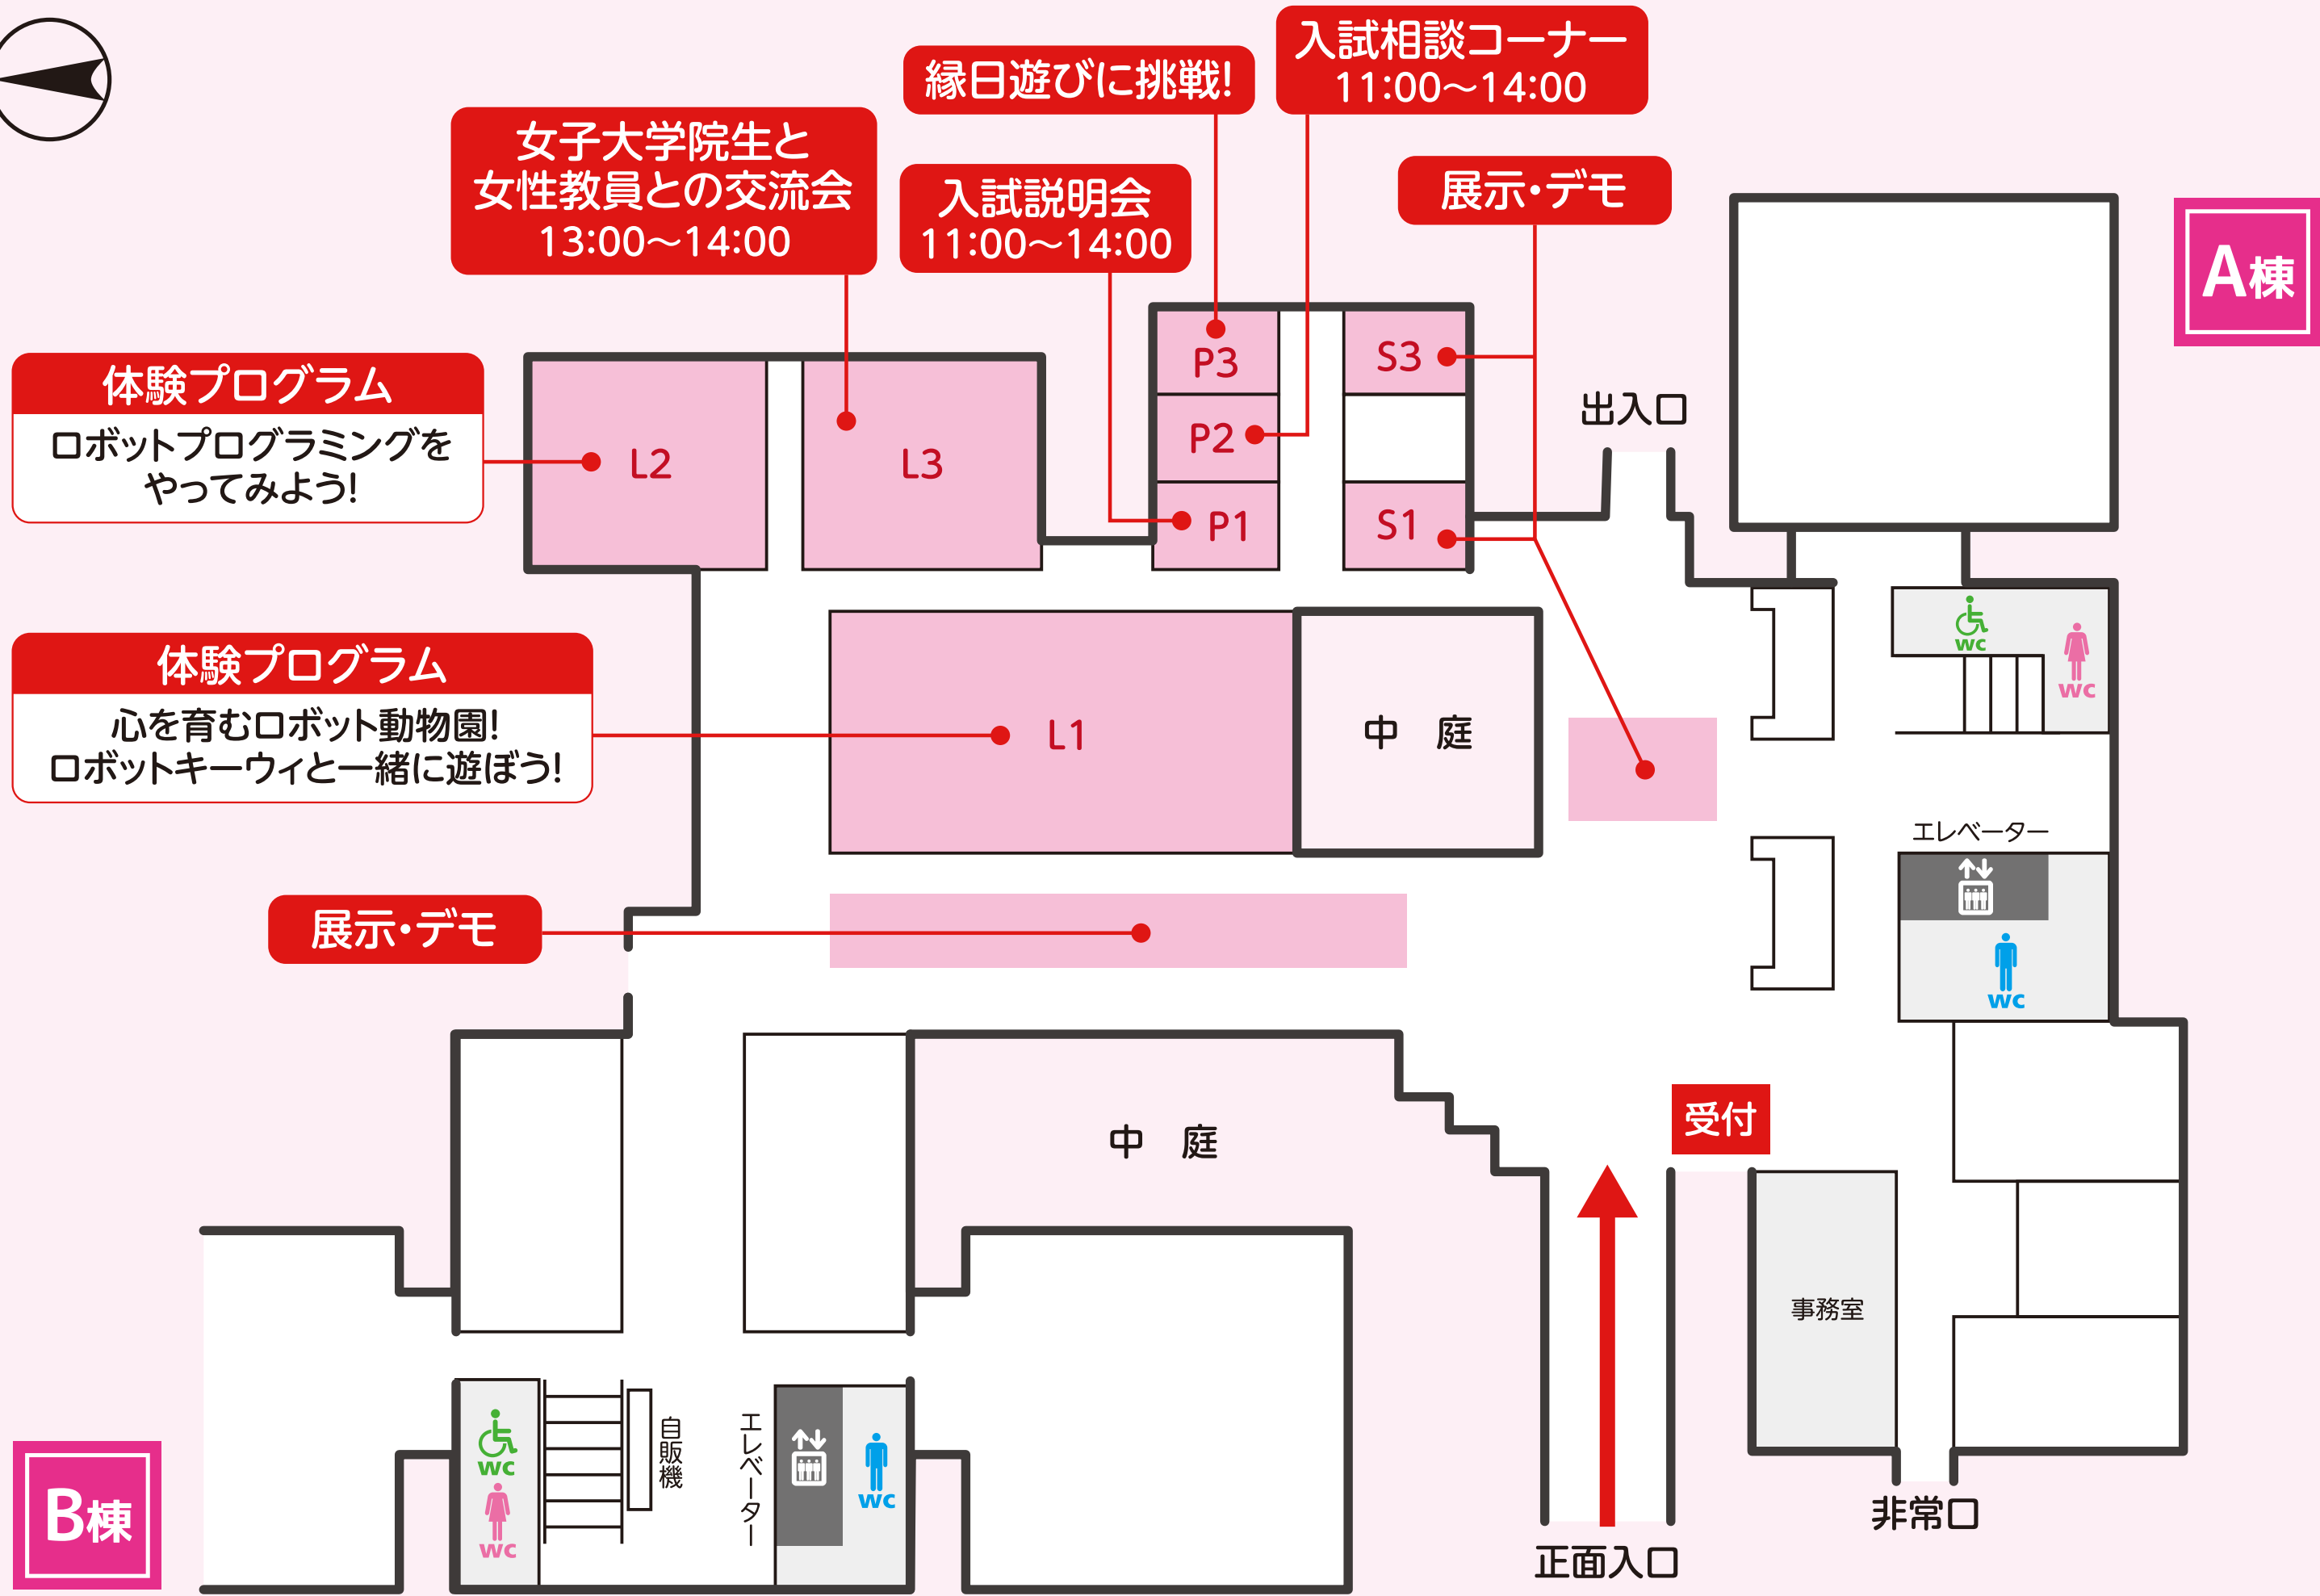 入試相談コーナー
11:00〜14:00
縁日遊びに挑戦!
女子大学院生と
女性教員との交流会
13:00〜14:00
入試説明会
11:00〜14:00
展示・デモ
A棟
体験プログラム
ロボットプログラミングを
やってみよう!
L2
L3
P3
P2
P1
S3
S1
出入口
体験プログラム
心を育むロボット動物園!
ロボットキーウィと一緒に遊ぼう!
L1
中 庭
WC
WC
エレベーター
WC
展示・デモ
中 庭
受付
事務室
WC
WC
自販機
エレベーター
WC
B棟
正面入口
非常口